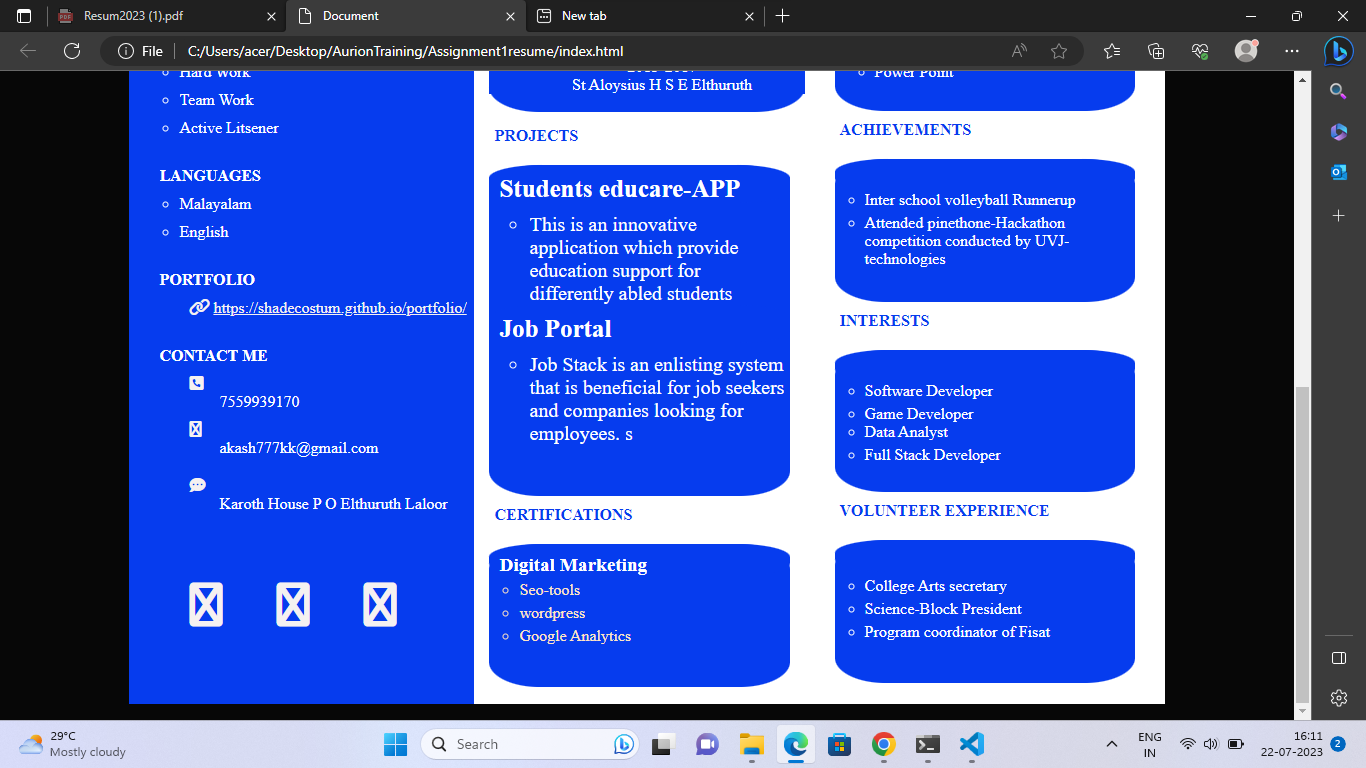 Resum2023 (1).pdf
Document
New tab
File
C:/Users/acer/Desktop/AurionTraining/Assignment1resume/index.html
Hard Work
Team Work
Active Litsener
LANGUAGES
Malayalam
English
PORTFOLIO
https://shadecostum.github.io/portfolio/
CONTACT ME
7559939170
akash777kk@gmail.com
Karoth House P O Elthuruth Laloor
St Aloysius H S E Elthuruth
PROJECTS
Students educare-APP
This is an innovative
application which provide
education support for
differently abled students
Job Portal
Job Stack is an enlisting system
that is beneficial for job seekers
and companies looking for
employees. s
CERTIFICATIONS
Digital Marketing
Seo-tools
wordpress
Google Analytics
Power Point
ACHIEVEMENTS
Inter school volleyball Runnerup
Attended pinethone-Hackathon
competition conducted by UVJ-
technologies
INTERESTS
Software Developer
Game Developer
Data Analyst
Full Stack Developer
VOLUNTEER EXPERIENCE
College Arts secretary
Science-Block President
Program coordinator of Fisat
29°C
Mostly cloudy
Search
ENG
IN
16:11
22-07-2023
2